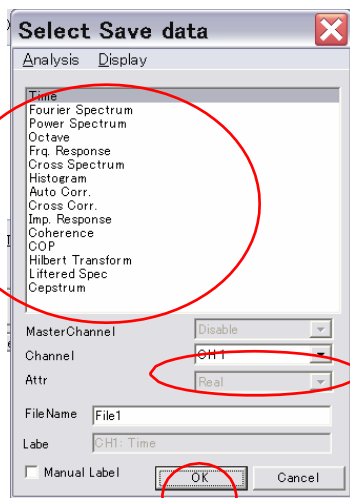 Select Save data
Analysis Display
Time
Fourier Spectrum
Power Spectrum
Octave
Frq. Response
Cross Spectrum
Histogram
Auto Corr.
Cross Corr.
Imp. Response
Coherence
COP
Hilbert Transform
Liftered Spec
Cepstrum
MasterChannel Disable
Channel CH 1
Attr Real
FileName File1
Labe CH1: Time
Manual Label OK Cancel